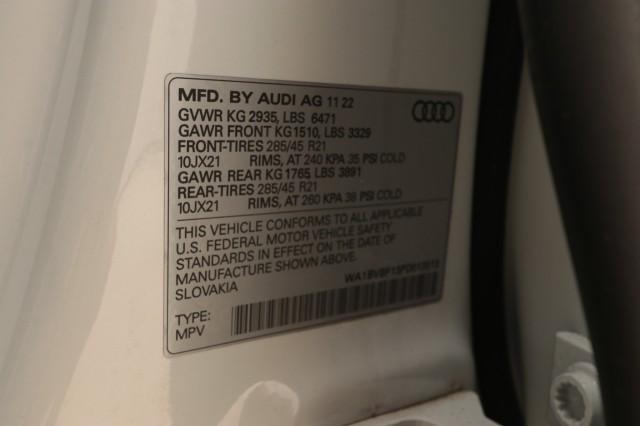 MFD. BY AUDI AG 11 22
GVWR KG 2935, LBS 6471
GAWR FRONT KG1510, LBS 3329
FRONT-TIRES 285/45 R21
10JX21 RIMS, AT 240 KPA 35 PSI COLD
GAWR REAR KG 1765, LBS 3891
REAR-TIRES 285/45 R21
10JX21 RIMS, AT 260 KPA 38 PSI COLD
THIS VEHICLE CONFORMS TO ALL APPLICABLE
U.S. FEDERAL MOTOR VEHICLE SAFETY
STANDARDS IN EFFECT ON THE DATE OF
MANUFACTURE SHOWN ABOVE.
SLOVAKIA
TYPE:
MPV